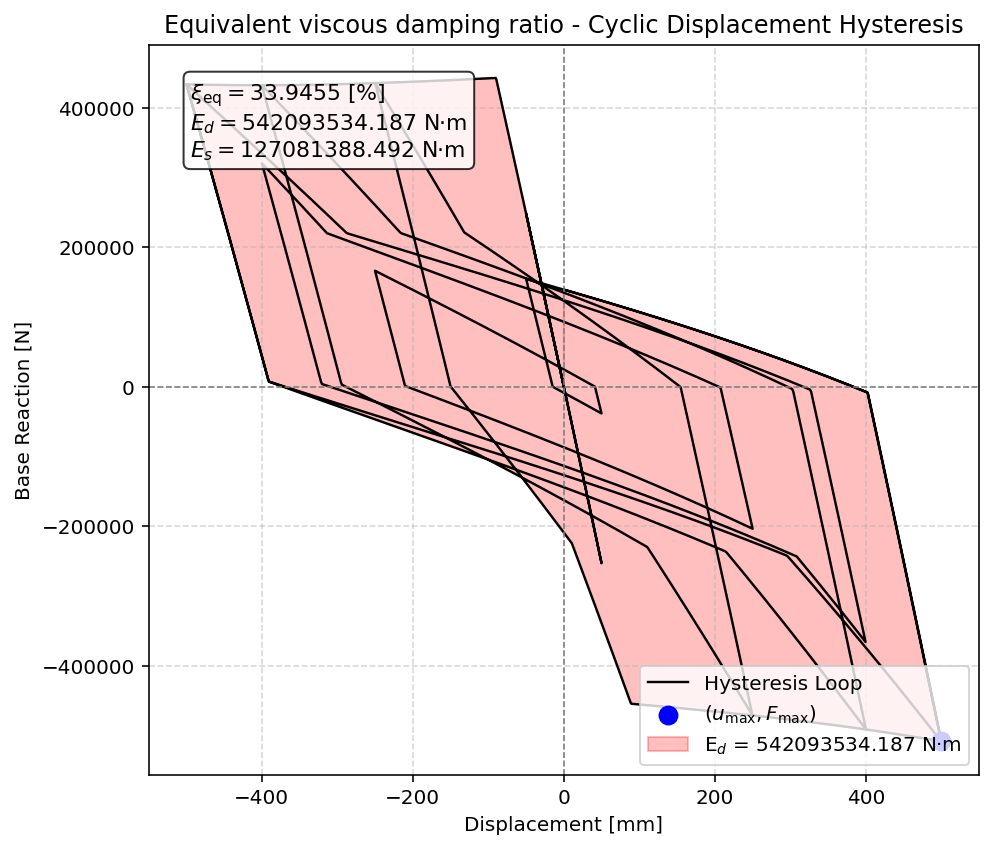 Equivalent viscous damping ratio - Cyclic Displacement Hysteresis
ξeq = 33.9455 [%]
Ed = 542093534.187 N·m
Es = 127081388.492 N·m
400000
200000
0
−200000
−400000
Base Reaction [N]
Hysteresis Loop
(umax, Fmax)
Ed = 542093534.187 N·m
−400
−200
0
200
400
Displacement [mm]